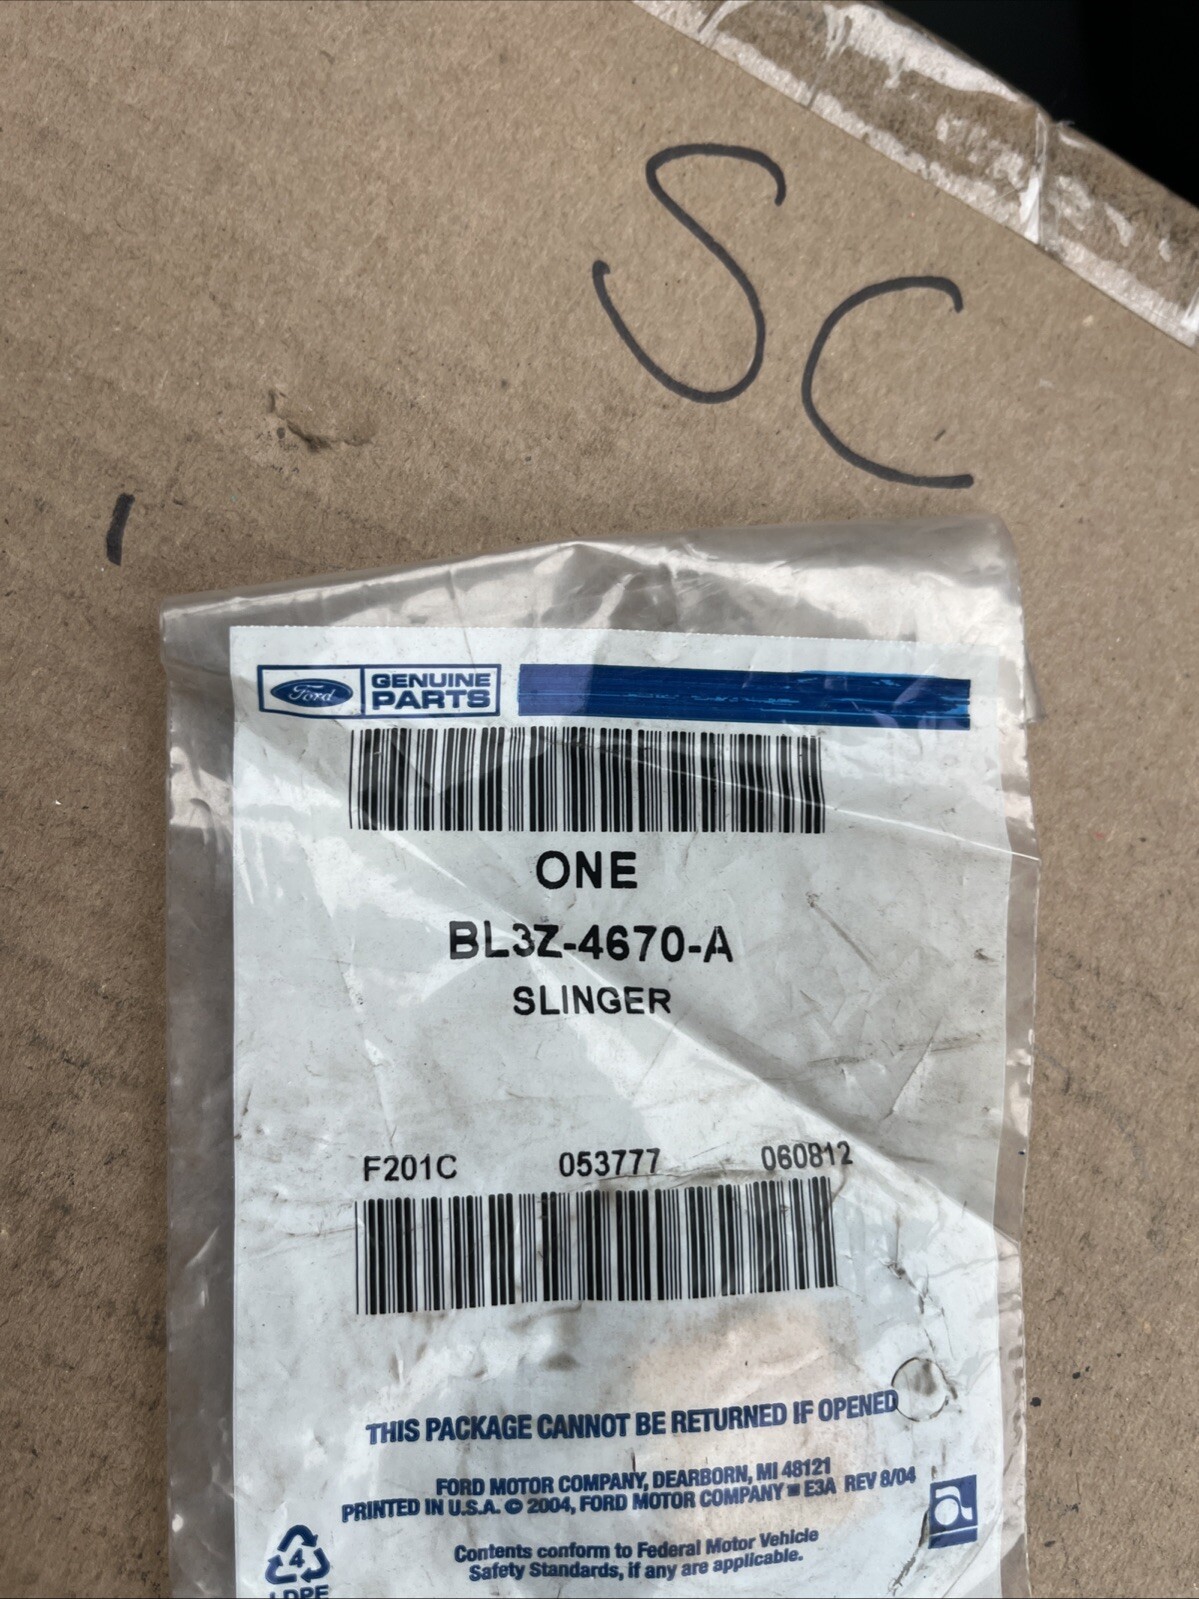 SC
Ford
GENUINE
PARTS
ONE
BL3Z-4670-A
SLINGER
F201C 053777 060812
THIS PACKAGE CANNOT BE RETURNED IF OPENED
FORD MOTOR COMPANY, DEARBORN, MI 48121
PRINTED IN U.S.A. © 2004, FORD MOTOR COMPANY E3A REV 8/04
Contents conform to Federal Motor Vehicle
Safety Standards, if any are applicable.
a
4
LDPE